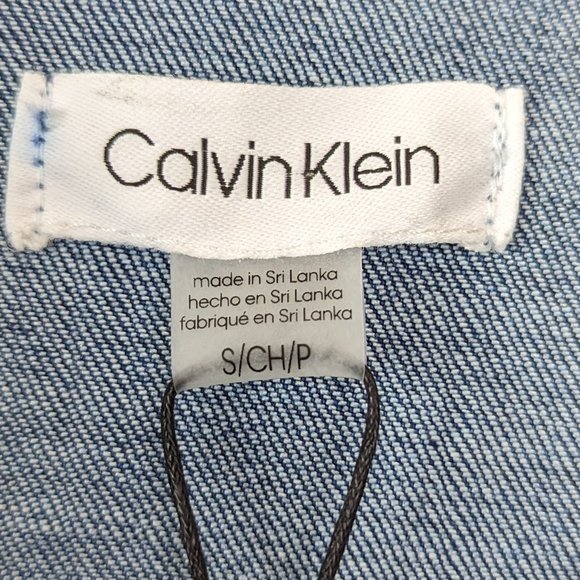 Calvin Klein
made in Sri Lanka
hecho en Sri Lanka
fabriqué en Sri Lanka
S/CH/P